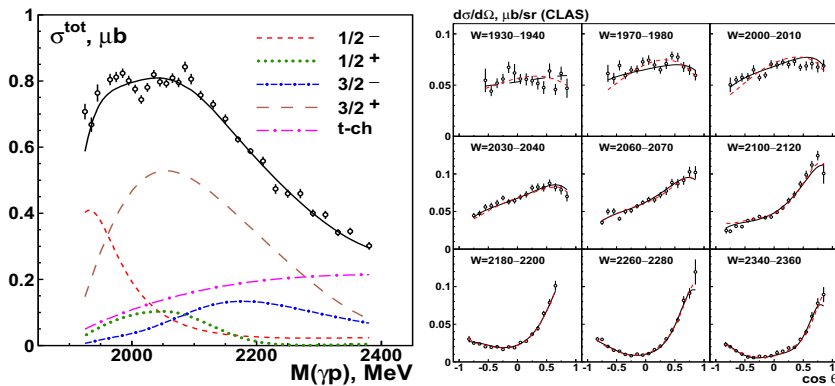 σtot, μb
1/2 −
1/2 +
3/2 −
3/2 +
t-ch
1
0.8
0.6
0.4
0.2
0
2000
2200
2400
M(γp), MeV
dσ/dΩ, μb/sr (CLAS)
W=1930−1940
W=1970−1980
W=2000−2010
0.1
0.05
W=2030−2040
W=2060−2070
W=2100−2120
0.1
0.05
W=2180−2200
W=2260−2280
W=2340−2360
0.1
0.05
0
-1 -0.5 0 0.5 1
-0.5 0 0.5 1
-0.5 0 0.5 1
cos